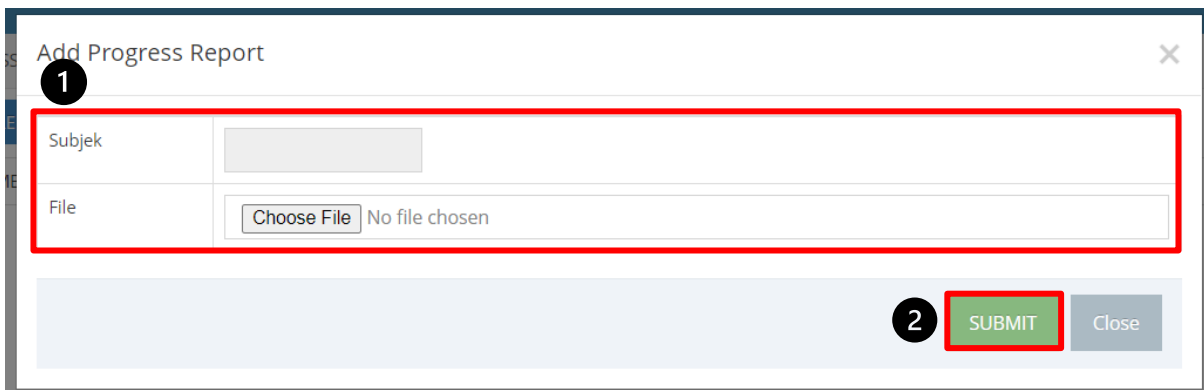 Add Progress Report
1
Subjek
File
Choose File No file chosen
2
SUBMIT
Close